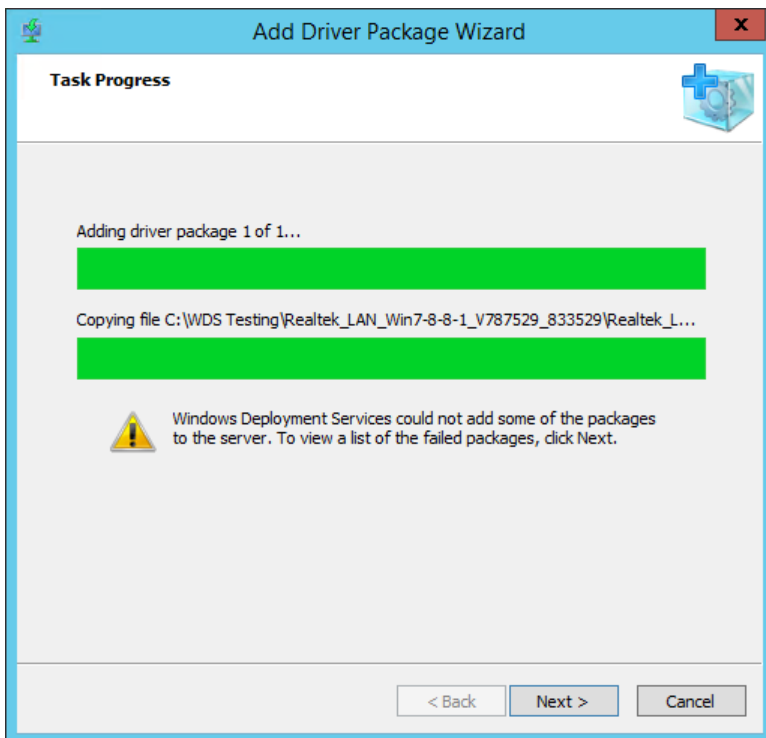 Add Driver Package Wizard
x
Task Progress
Adding driver package 1 of 1...
Copying file C:\WDS Testing\Realtek_LAN_Win7-8-8-1_V787529_833529\Realtek_L...
Windows Deployment Services could not add some of the packages
to the server. To view a list of the failed packages, click Next.
< Back
Next >
Cancel